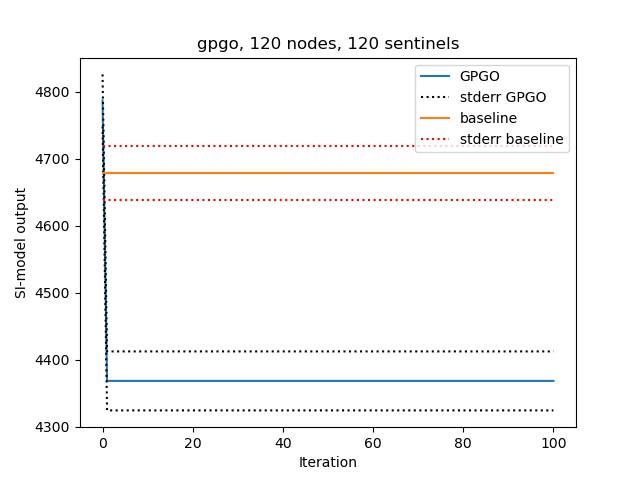 gpgo, 120 nodes, 120 sentinels
GPGO
stderr GPGO
baseline
stderr baseline
4800
4700
4600
4500
4400
4300
SI-model output
0
20
40
60
80
100
Iteration